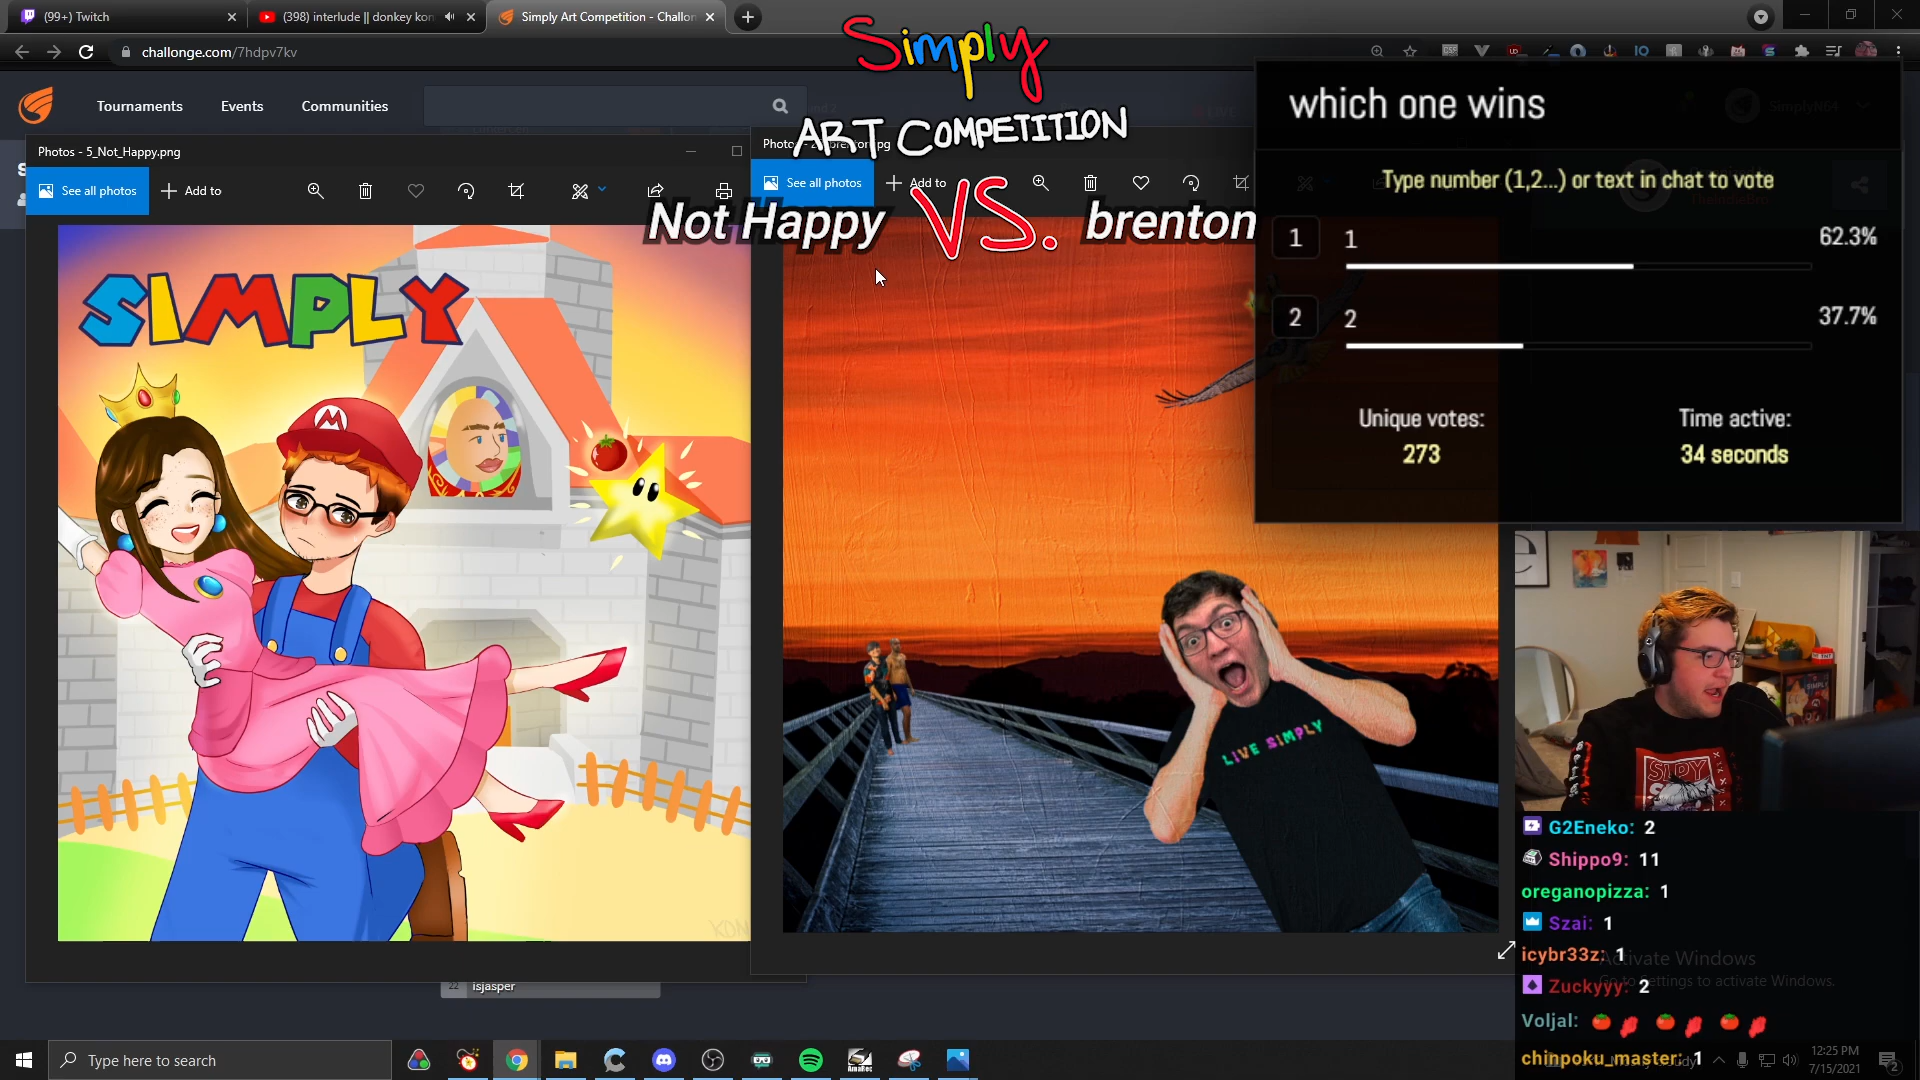 (99+) Twitch
(398) interlude || donkey kon
Simply Art Competition - Challon
challonge.com/7hdpv7kv
Tournaments
Events
Communities
Simply
ART COMPETITION
Not Happy VS. brenton
Photos - 5_Not_Happy.png
See all photos
Add to
See all photos
Add to
SIMPLY
M
LIVE SIMPLY
which one wins
SimplyN64
Type number (1,2...) or text in chat to vote
1
1
62.3%
2
2
37.7%
Unique votes:
273
Time active:
34 seconds
G2Eneko: 2
Shippo9: 11
oreganopizza: 1
Szai: 1
icybr33z: 1
Zuckyyy: 2
Voljal:
chinpoku_master: 1
Activate Windows
Go to Settings to activate Windows.
22
Isjasper
Type here to search
12:25 PM
7/15/2021